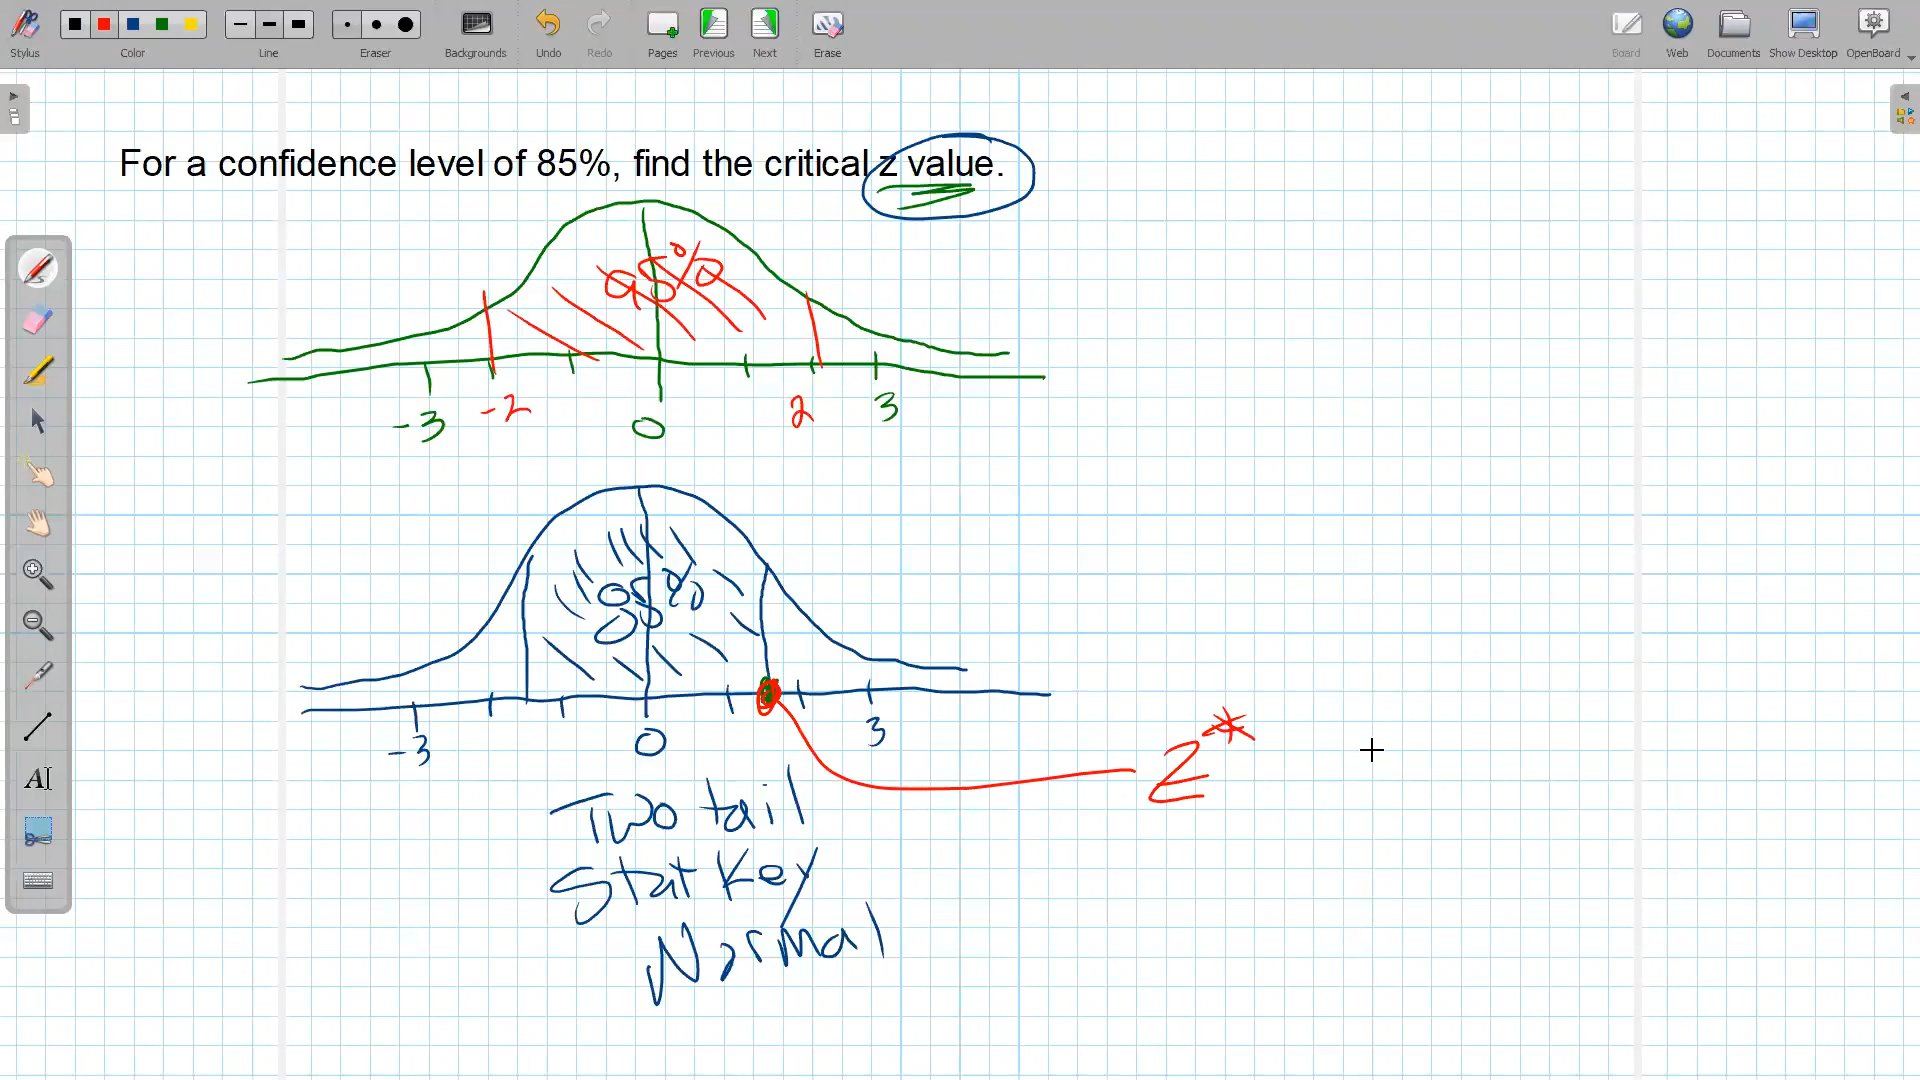 Stylus Color Line Eraser Backgrounds Undo Redo Pages Previous Next Erase Board Web Documents Show Desktop OpenBoard
For a confidence level of 85%, find the critical z value.
95%
-3 -2 0 2 3
85%
-3 0 3
z*
Two tail
Stat Key
Normal